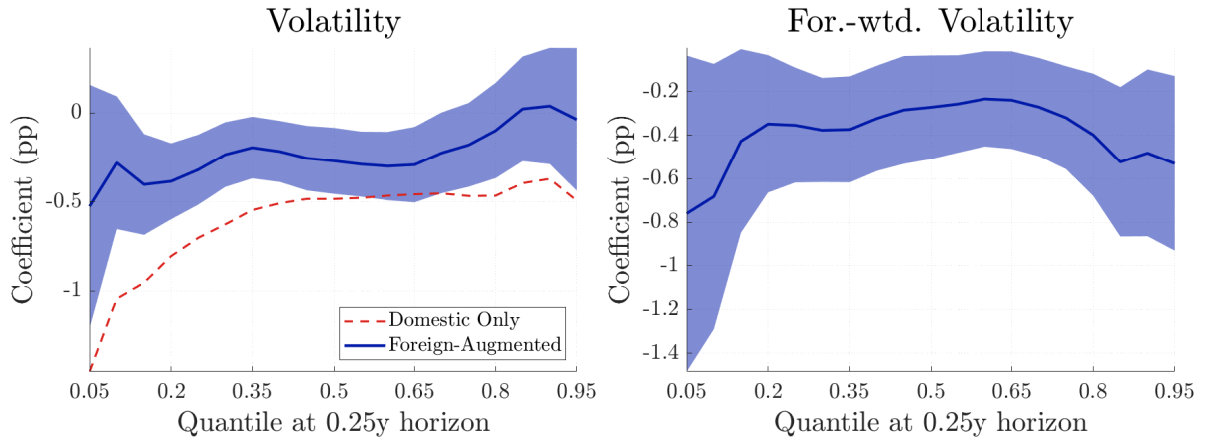 Volatility
Coefficient (pp)
0
-0.5
-1
Domestic Only
Foreign-Augmented
0.05 0.2 0.35 0.5 0.65 0.8 0.95
Quantile at 0.25y horizon
For.-wtd. Volatility
Coefficient (pp)
-0.2
-0.4
-0.6
-0.8
-1
-1.2
-1.4
0.05 0.2 0.35 0.5 0.65 0.8 0.95
Quantile at 0.25y horizon